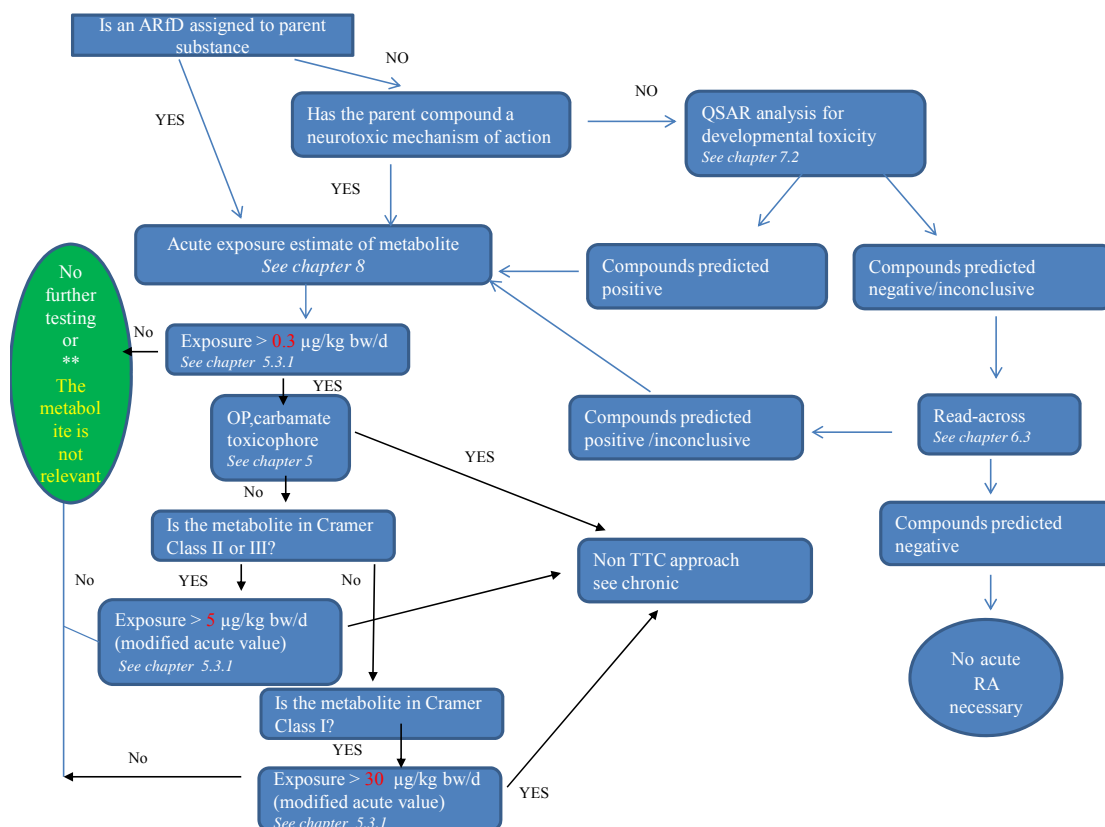 Is an ARfD assigned to parent
substance
NO
YES
Has the parent compound a
neurotoxic mechanism of action
NO
QSAR analysis for
developmental toxicity
See chapter 7.2
YES
Acute exposure estimate of metabolite
See chapter 8
Compounds predicted
positive
Compounds predicted
negative/inconclusive
No
further
testing
or
**
The
metabol
ite is
not
relevant
No
Exposure > 0.3 µg/kg bw/d
See chapter 5.3.1
YES
OP,carbamate
toxicophore
See chapter 5
YES
No
Compounds predicted
positive /inconclusive
Read-across
See chapter 6.3
Is the metabolite in Cramer
Class II or III?
Compounds predicted
negative
Non TTC approach
see chronic
No
YES
No
Exposure > 5 µg/kg bw/d
(modified acute value)
See chapter 5.3.1
No acute
RA
necessary
Is the metabolite in Cramer
Class I?
YES
No
Exposure > 30 µg/kg bw/d
(modified acute value)
See chapter 5.3.1
YES